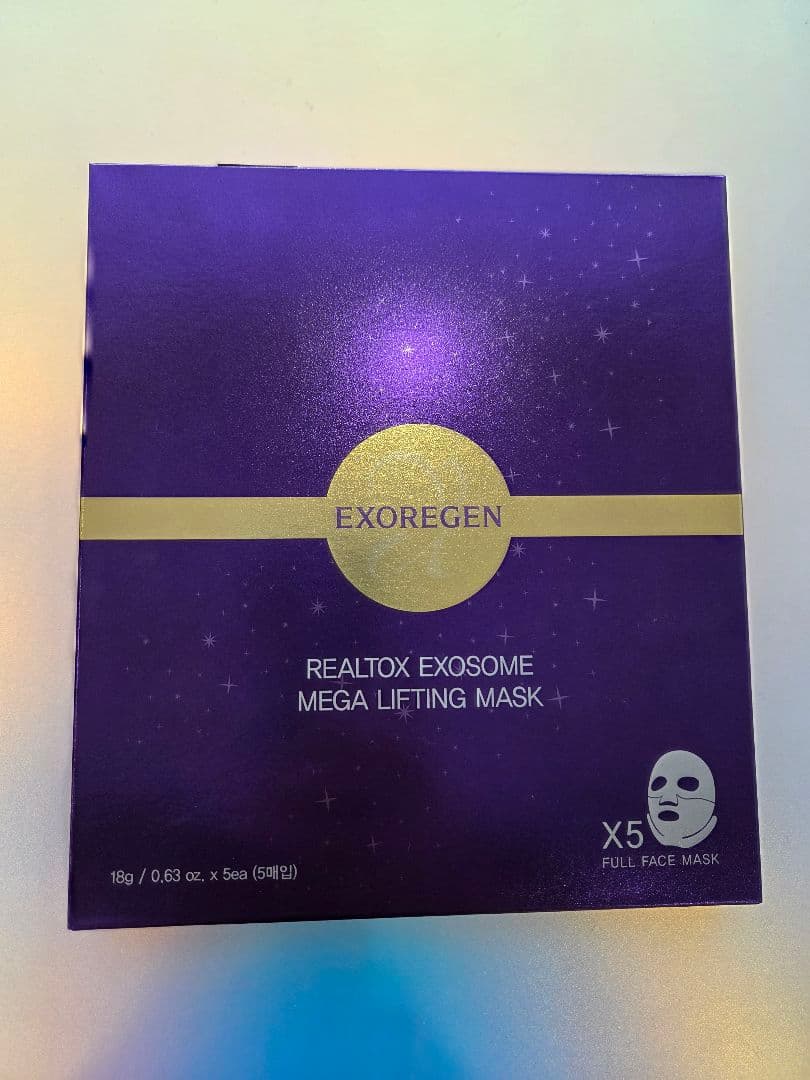 EXOREGEN
REALTOX EXOSOME
MEGA LIFTING MASK
X5
FULL FACE MASK
18g / 0.63 oz. x 5ea (5매입)